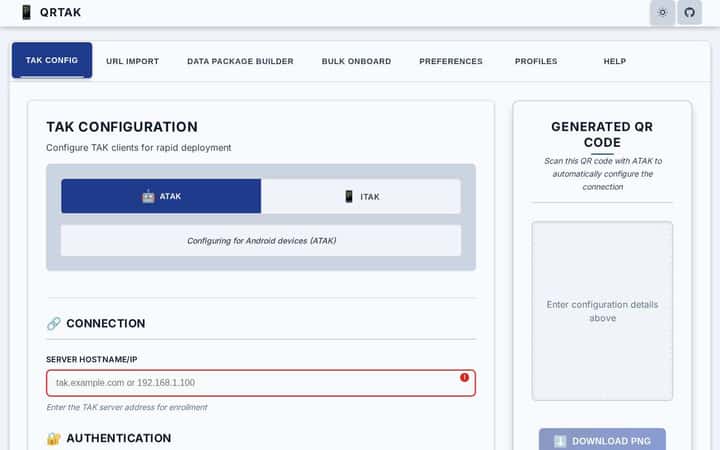 QRTAK
TAK CONFIG
URL IMPORT
DATA PACKAGE BUILDER
BULK ONBOARD
PREFERENCES
PROFILES
HELP
TAK CONFIGURATION
Configure TAK clients for rapid deployment
ATAK
ITAK
Configuring for Android devices (ATAK)
CONNECTION
SERVER HOSTNAME/IP
tak.example.com or 192.168.1.100
Enter the TAK server address for enrollment
AUTHENTICATION
GENERATED QR
CODE
Scan this QR code with ATAK to
automatically configure the
connection
Enter configuration details
above
DOWNLOAD PNG